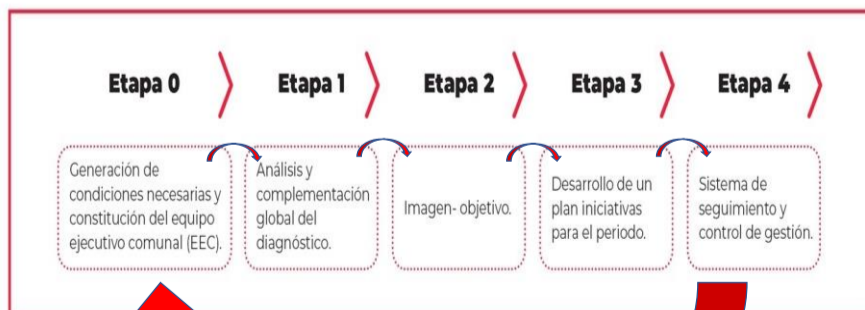 Etapa 0
Etapa 1
Etapa 2
Etapa 3
Etapa 4
Generación de
condiciones necesarias y
constitución del equipo
ejecutivo comunal (EEC).
Análisis y
complementación
global del
diagnóstico.
Imagen- objetivo.
Desarrollo de un
plan iniciativas
para el periodo.
Sistema de
seguimiento y
control de gestión.